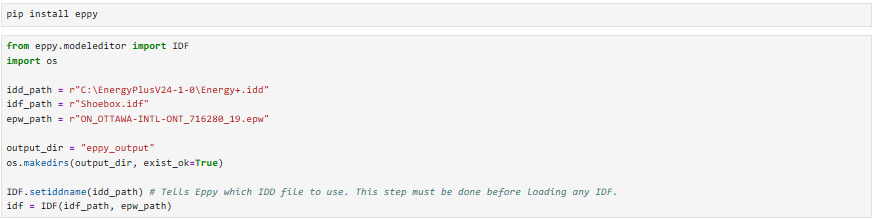 pip install eppy
from eppy.modeleditor import IDF
import os
idd_path = r"C:\EnergyPlusV24-1-0\Energy+.idd"
idf_path = r"Shoebox.idf"
epw_path = r"ON_OTTAWA-INTL-ONT_716280_19.epw"
output_dir = "eppy_output"
os.makedirs(output_dir, exist_ok=True)
IDF.setiddname(idd_path) # Tells Eppy which IDD file to use. This step must be done before loading any IDF.
idf = IDF(idf_path, epw_path)